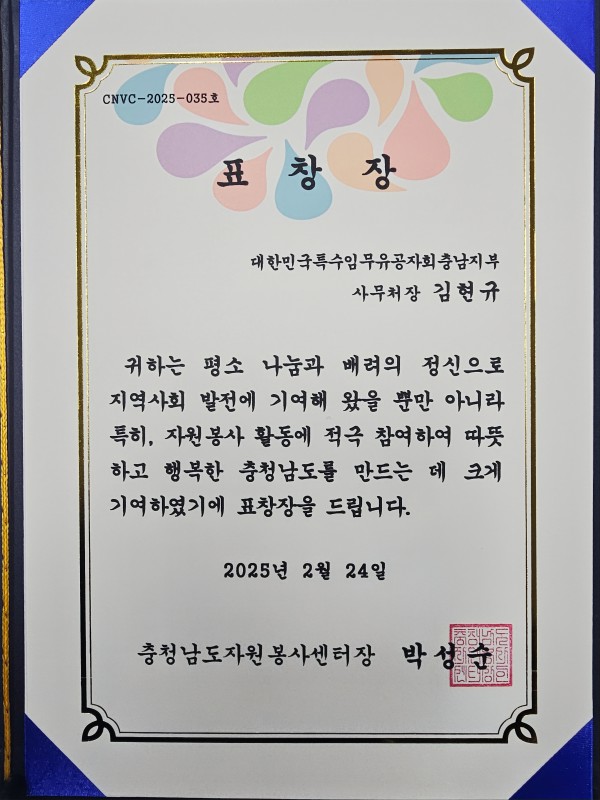 CNVC-2025-035호
표 창 장
대한민국특수임무유공자회충남지부
사무처장 김현규
귀하는 평소 나눔과 배려의 정신으로
지역사회 발전에 기여해 왔을 뿐만 아니라
특히, 자원봉사 활동에 적극 참여하여 따뜻
하고 행복한 충청남도를 만드는 데 크게
기여하였기에 표창장을 드립니다.
2025년 2월 24일
충청남도자원봉사센터장 박성순